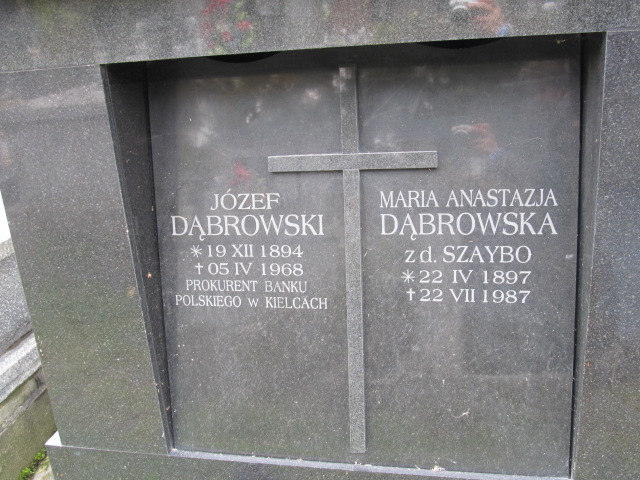 JÓZEF
DĄBROWSKI
* 19 XII 1894
† 05 IV 1968
PROKURENT BANKU
POLSKIEGO W KIELCACH
MARIA ANASTAZJA
DĄBROWSKA
z d. SZAYBO
* 22 IV 1897
† 22 VII 1987